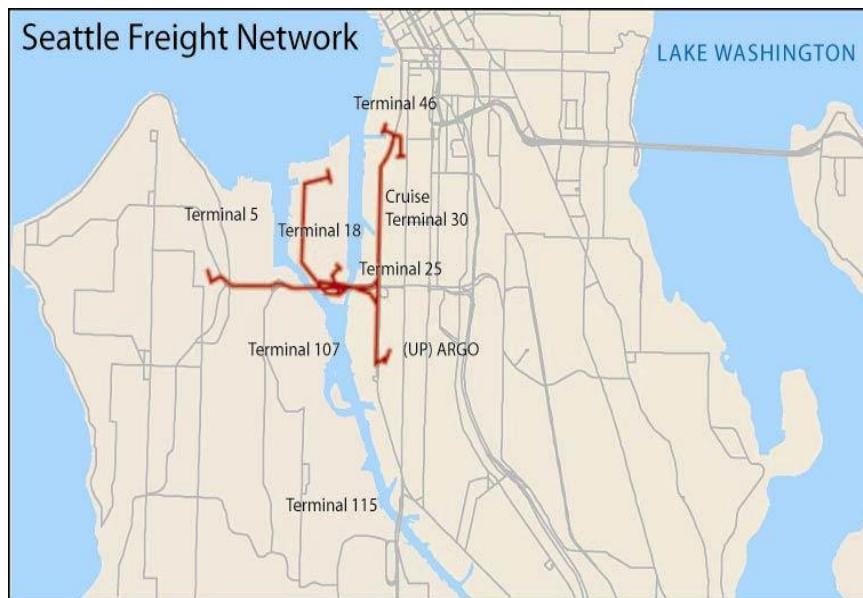 Seattle Freight Network
LAKE WASHINGTON
Terminal 46
Cruise
Terminal 30
Terminal 5
Terminal 18
Terminal 25
Terminal 107
(UP) ARGO
Terminal 115